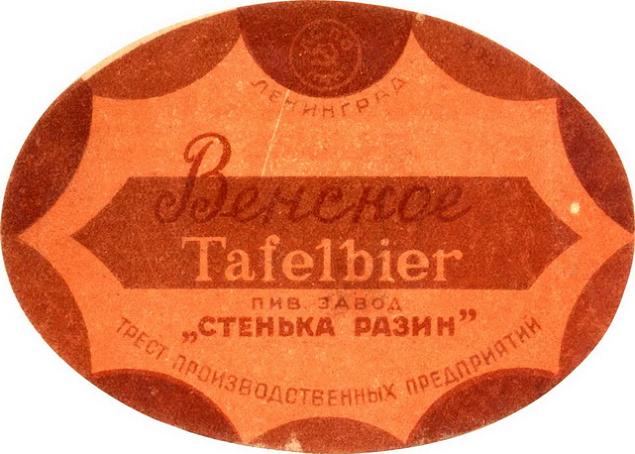 ЛЕНИНГРАД
Венское
Tafelbier
ПИВ. ЗАВОД
„СТЕНЬКА РАЗИН”
ТРЕСТ ПРОИЗВОДСТВЕННЫХ ПРЕДПРИЯТИЙ